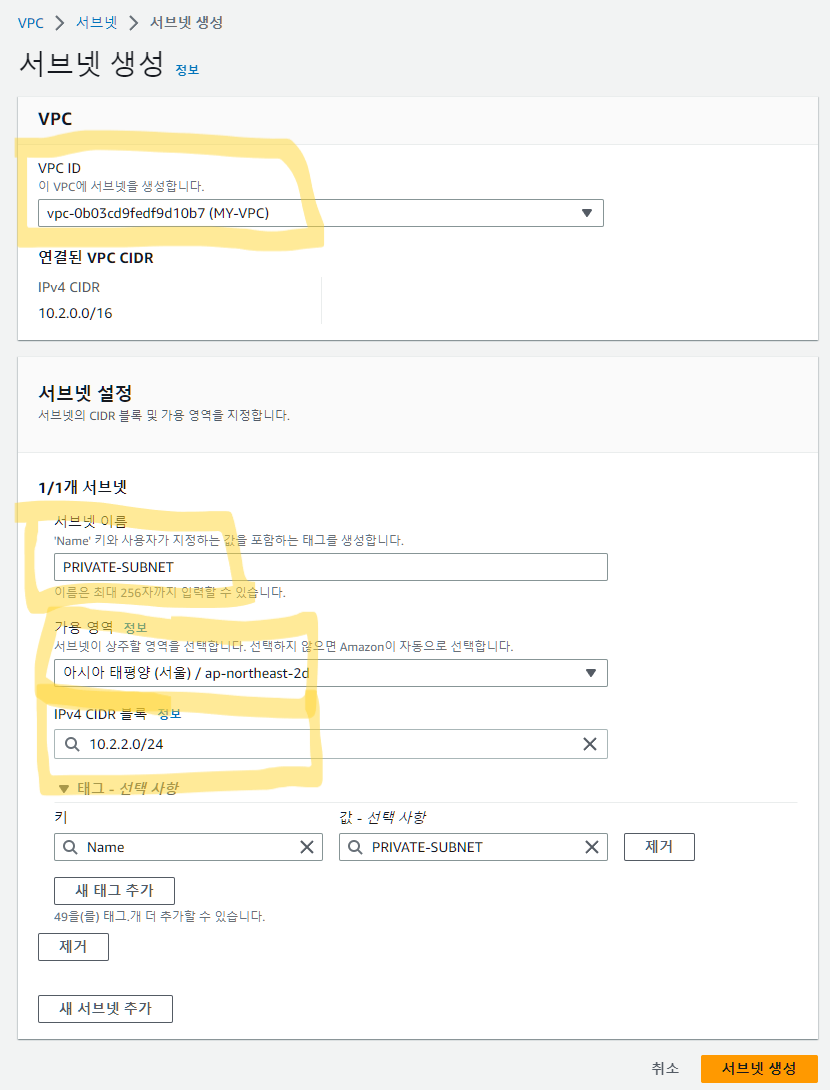 VPC > 서브넷 > 서브넷 생성
서브넷 생성 정보
VPC
VPC ID
이 VPC에 서브넷을 생성합니다.
vpc-0b03cd9fedf9d10b7 (MY-VPC)
연결된 VPC CIDR
IPv4 CIDR
10.2.0.0/16
서브넷 설정
서브넷의 CIDR 블록 및 가용 영역을 지정합니다.
1/1개 서브넷
서브넷 이름
'Name' 키와 사용자가 지정하는 값을 포함하는 태그를 생성합니다.
PRIVATE-SUBNET
이름은 최대 256자까지 입력할 수 있습니다.
가용 영역 정보
서브넷이 상주할 영역을 선택합니다. 선택하지 않으면 Amazon이 자동으로 선택합니다.
아시아 태평양 (서울) / ap-northeast-2d
IPv4 CIDR 블록 정보
10.2.2.0/24
태그 - 선택 사항
키 값 - 선택 사항
Name PRIVATE-SUBNET 제거
새 태그 추가
49을(를) 태그.개 더 추가할 수 있습니다.
제거
새 서브넷 추가
취소 서브넷 생성